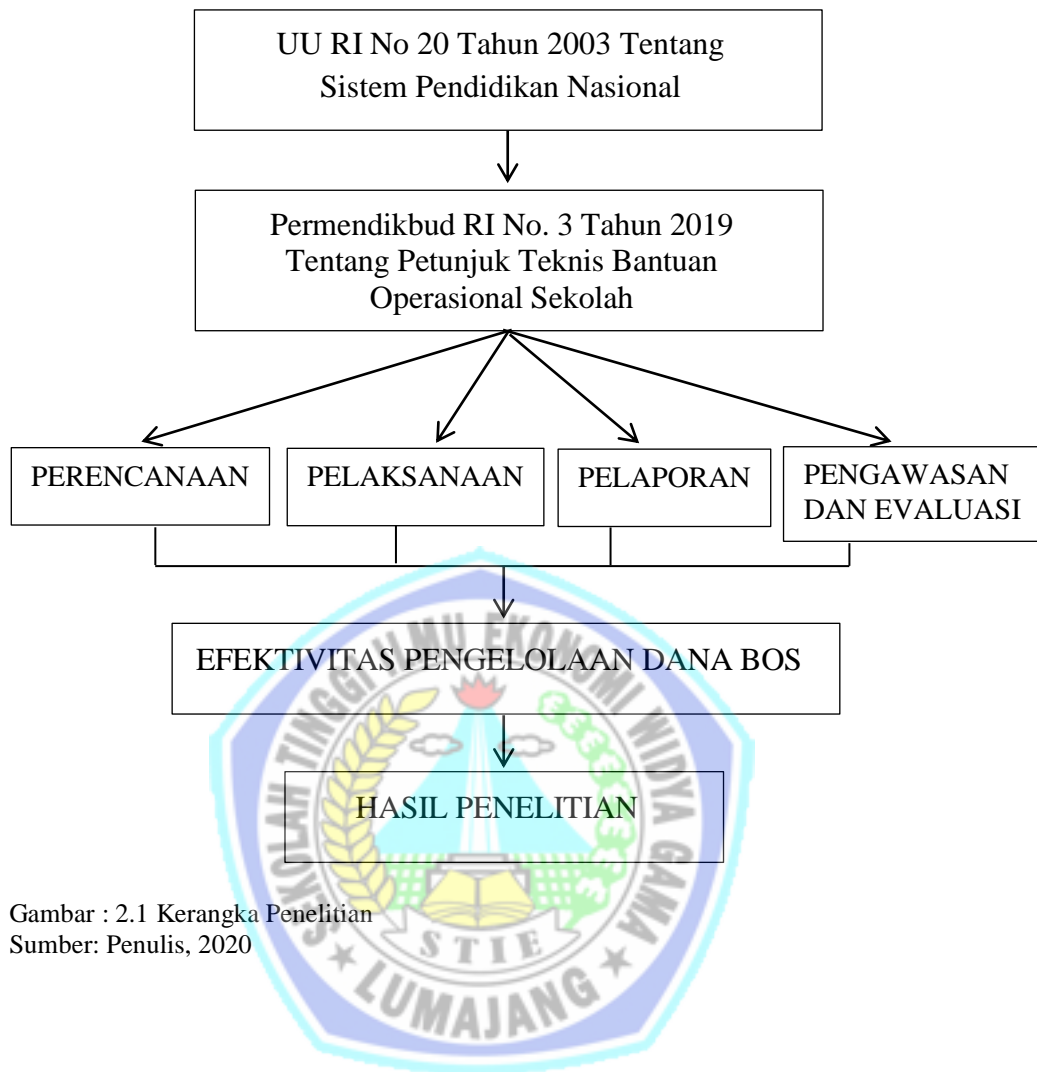 UU RI No 20 Tahun 2003 Tentang
Sistem Pendidikan Nasional
Permendikbud RI No. 3 Tahun 2019
Tentang Petunjuk Teknis Bantuan
Operasional Sekolah
PERENCANAAN
PELAKSANAAN
PELAPORAN
PENGAWASAN
DAN EVALUASI
EFEKTIVITAS PENGELOLAAN DANA BOS
HASIL PENELITIAN
Gambar : 2.1 Kerangka Penelitian
Sumber: Penulis, 2020
SEKOLAH TINGGI ILMU EKONOMI WIDYA GAMA
STIE
LUMAJANG